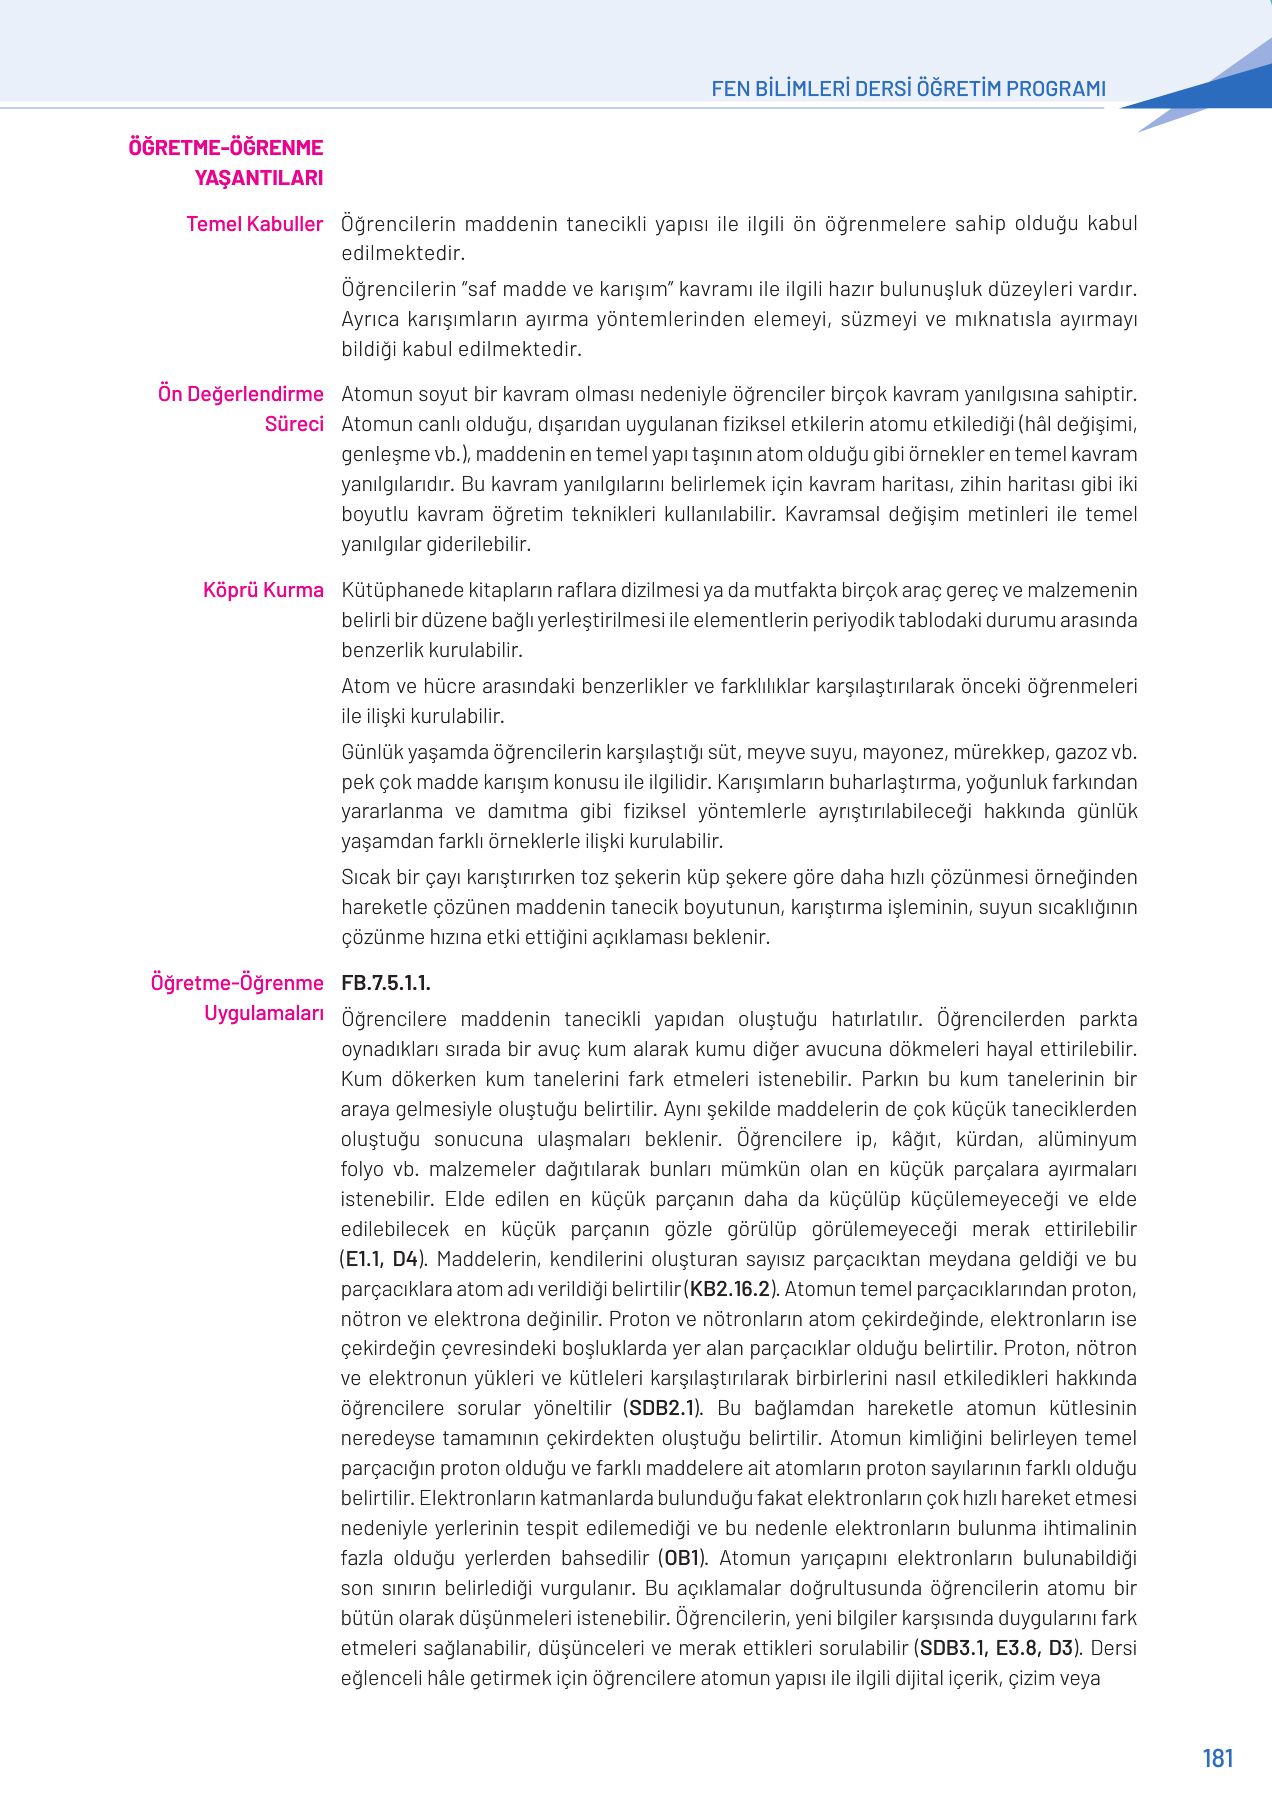 FEN BİLİMLERİ DERSİ ÖĞRETİM PROGRAMI
ÖĞRETME-ÖĞRENME
YAŞANTILARI
Temel Kabuller
Öğrencilerin maddenin tanecikli yapısı ile ilgili ön öğrenmelere sahip olduğu kabul
edilmektedir.
Öğrencilerin “saf madde ve karışım” kavramı ile ilgili hazır bulunuşluk düzeyleri vardır.
Ayrıca karışımların ayırma yöntemlerinden elemeyi, süzmeyi ve mıknatısla ayırmayı
bildiği kabul edilmektedir.
Ön Değerlendirme
Süreci
Atomun soyut bir kavram olması nedeniyle öğrenciler birçok kavram yanılgısına sahiptir.
Atomun canlı olduğu, dışarıdan uygulanan fiziksel etkilerin atomu etkilediği (hâl değişimi,
genleşme vb.), maddenin en temel yapı taşının atom olduğu gibi örnekler en temel kavram
yanılgılarıdır. Bu kavram yanılgılarını belirlemek için kavram haritası, zihin haritası gibi iki
boyutlu kavram öğretim teknikleri kullanılabilir. Kavramsal değişim metinleri ile temel
yanılgılar giderilebilir.
Köprü Kurma
Kütüphanede kitapların raflara dizilmesi ya da mutfakta birçok araç gereç ve malzemenin
belirli bir düzene bağlı yerleştirilmesi ile elementlerin periyodik tablodaki durumu arasında
benzerlik kurulabilir.
Atom ve hücre arasındaki benzerlikler ve farklılıklar karşılaştırılarak önceki öğrenmeleri
ile ilişki kurulabilir.
Günlük yaşamda öğrencilerin karşılaştığı süt, meyve suyu, mayonez, mürekkep, gazoz vb.
pek çok madde karışım konusu ile ilgilidir. Karışımların buharlaştırma, yoğunluk farkından
yararlanma ve damıtma gibi fiziksel yöntemlerle ayrıştırılabileceği hakkında günlük
yaşamdan farklı örneklerle ilişki kurulabilir.
Sıcak bir çayı karıştırırken toz şekerin küp şekere göre daha hızlı çözünmesi örneğinden
hareketle çözünen maddenin tanecik boyutunun, karıştırma işleminin, suyun sıcaklığının
çözünme hızına etki ettiğini açıklaması beklenir.
Öğretme-Öğrenme
Uygulamaları
FB.7.5.1.1.
Öğrencilere maddenin tanecikli yapıdan oluştuğu hatırlatılır. Öğrencilerden parkta
oynadıkları sırada bir avuç kum alarak kumu diğer avucuna dökmeleri hayal ettirilebilir.
Kum dökerken kum tanelerini fark etmeleri istenebilir. Parkın bu kum tanelerinin bir
araya gelmesiyle oluştuğu belirtilir. Aynı şekilde maddelerin de çok küçük taneciklerden
oluştuğu sonucuna ulaşmaları beklenir. Öğrencilere ip, kâğıt, kürdan, alüminyum
folyo vb. malzemeler dağıtılarak bunları mümkün olan en küçük parçalara ayırmaları
istenebilir. Elde edilen en küçük parçanın daha da küçülüp küçülemeyeceği ve elde
edilebilecek en küçük parçanın gözle görülüp görülemeyeceği merak ettirilebilir
(E1.1, D4). Maddelerin, kendilerini oluşturan sayısız parçacıktan meydana geldiği ve bu
parçacıklara atom adı verildiği belirtilir (KB2.16.2). Atomun temel parçacıklarından proton,
nötron ve elektrona değinilir. Proton ve nötronların atom çekirdeğinde, elektronların ise
çekirdeğin çevresindeki boşluklarda yer alan parçacıklar olduğu belirtilir. Proton, nötron
ve elektronun yükleri ve kütleleri karşılaştırılarak birbirlerini nasıl etkiledikleri hakkında
öğrencilere sorular yöneltilir (SDB2.1). Bu bağlamdan hareketle atomun kütlesinin
neredeyse tamamının çekirdekten oluştuğu belirtilir. Atomun kimliğini belirleyen temel
parçacığın proton olduğu ve farklı maddelere ait atomların proton sayılarının farklı olduğu
belirtilir. Elektronların katmanlarda bulunduğu fakat elektronların çok hızlı hareket etmesi
nedeniyle yerlerinin tespit edilemediği ve bu nedenle elektronların bulunma ihtimalinin
fazla olduğu yerlerden bahsedilir (OB1). Atomun yarıçapını elektronların bulunabildiği
son sınırın belirlediği vurgulanır. Bu açıklamalar doğrultusunda öğrencilerin atomu bir
bütün olarak düşünmeleri istenebilir. Öğrencilerin, yeni bilgiler karşısında duygularını fark
etmeleri sağlanabilir, düşünceleri ve merak ettikleri sorulabilir (SDB3.1, E3.8, D3). Dersi
eğlenceli hâle getirmek için öğrencilere atomun yapısı ile ilgili dijital içerik, çizim veya
181